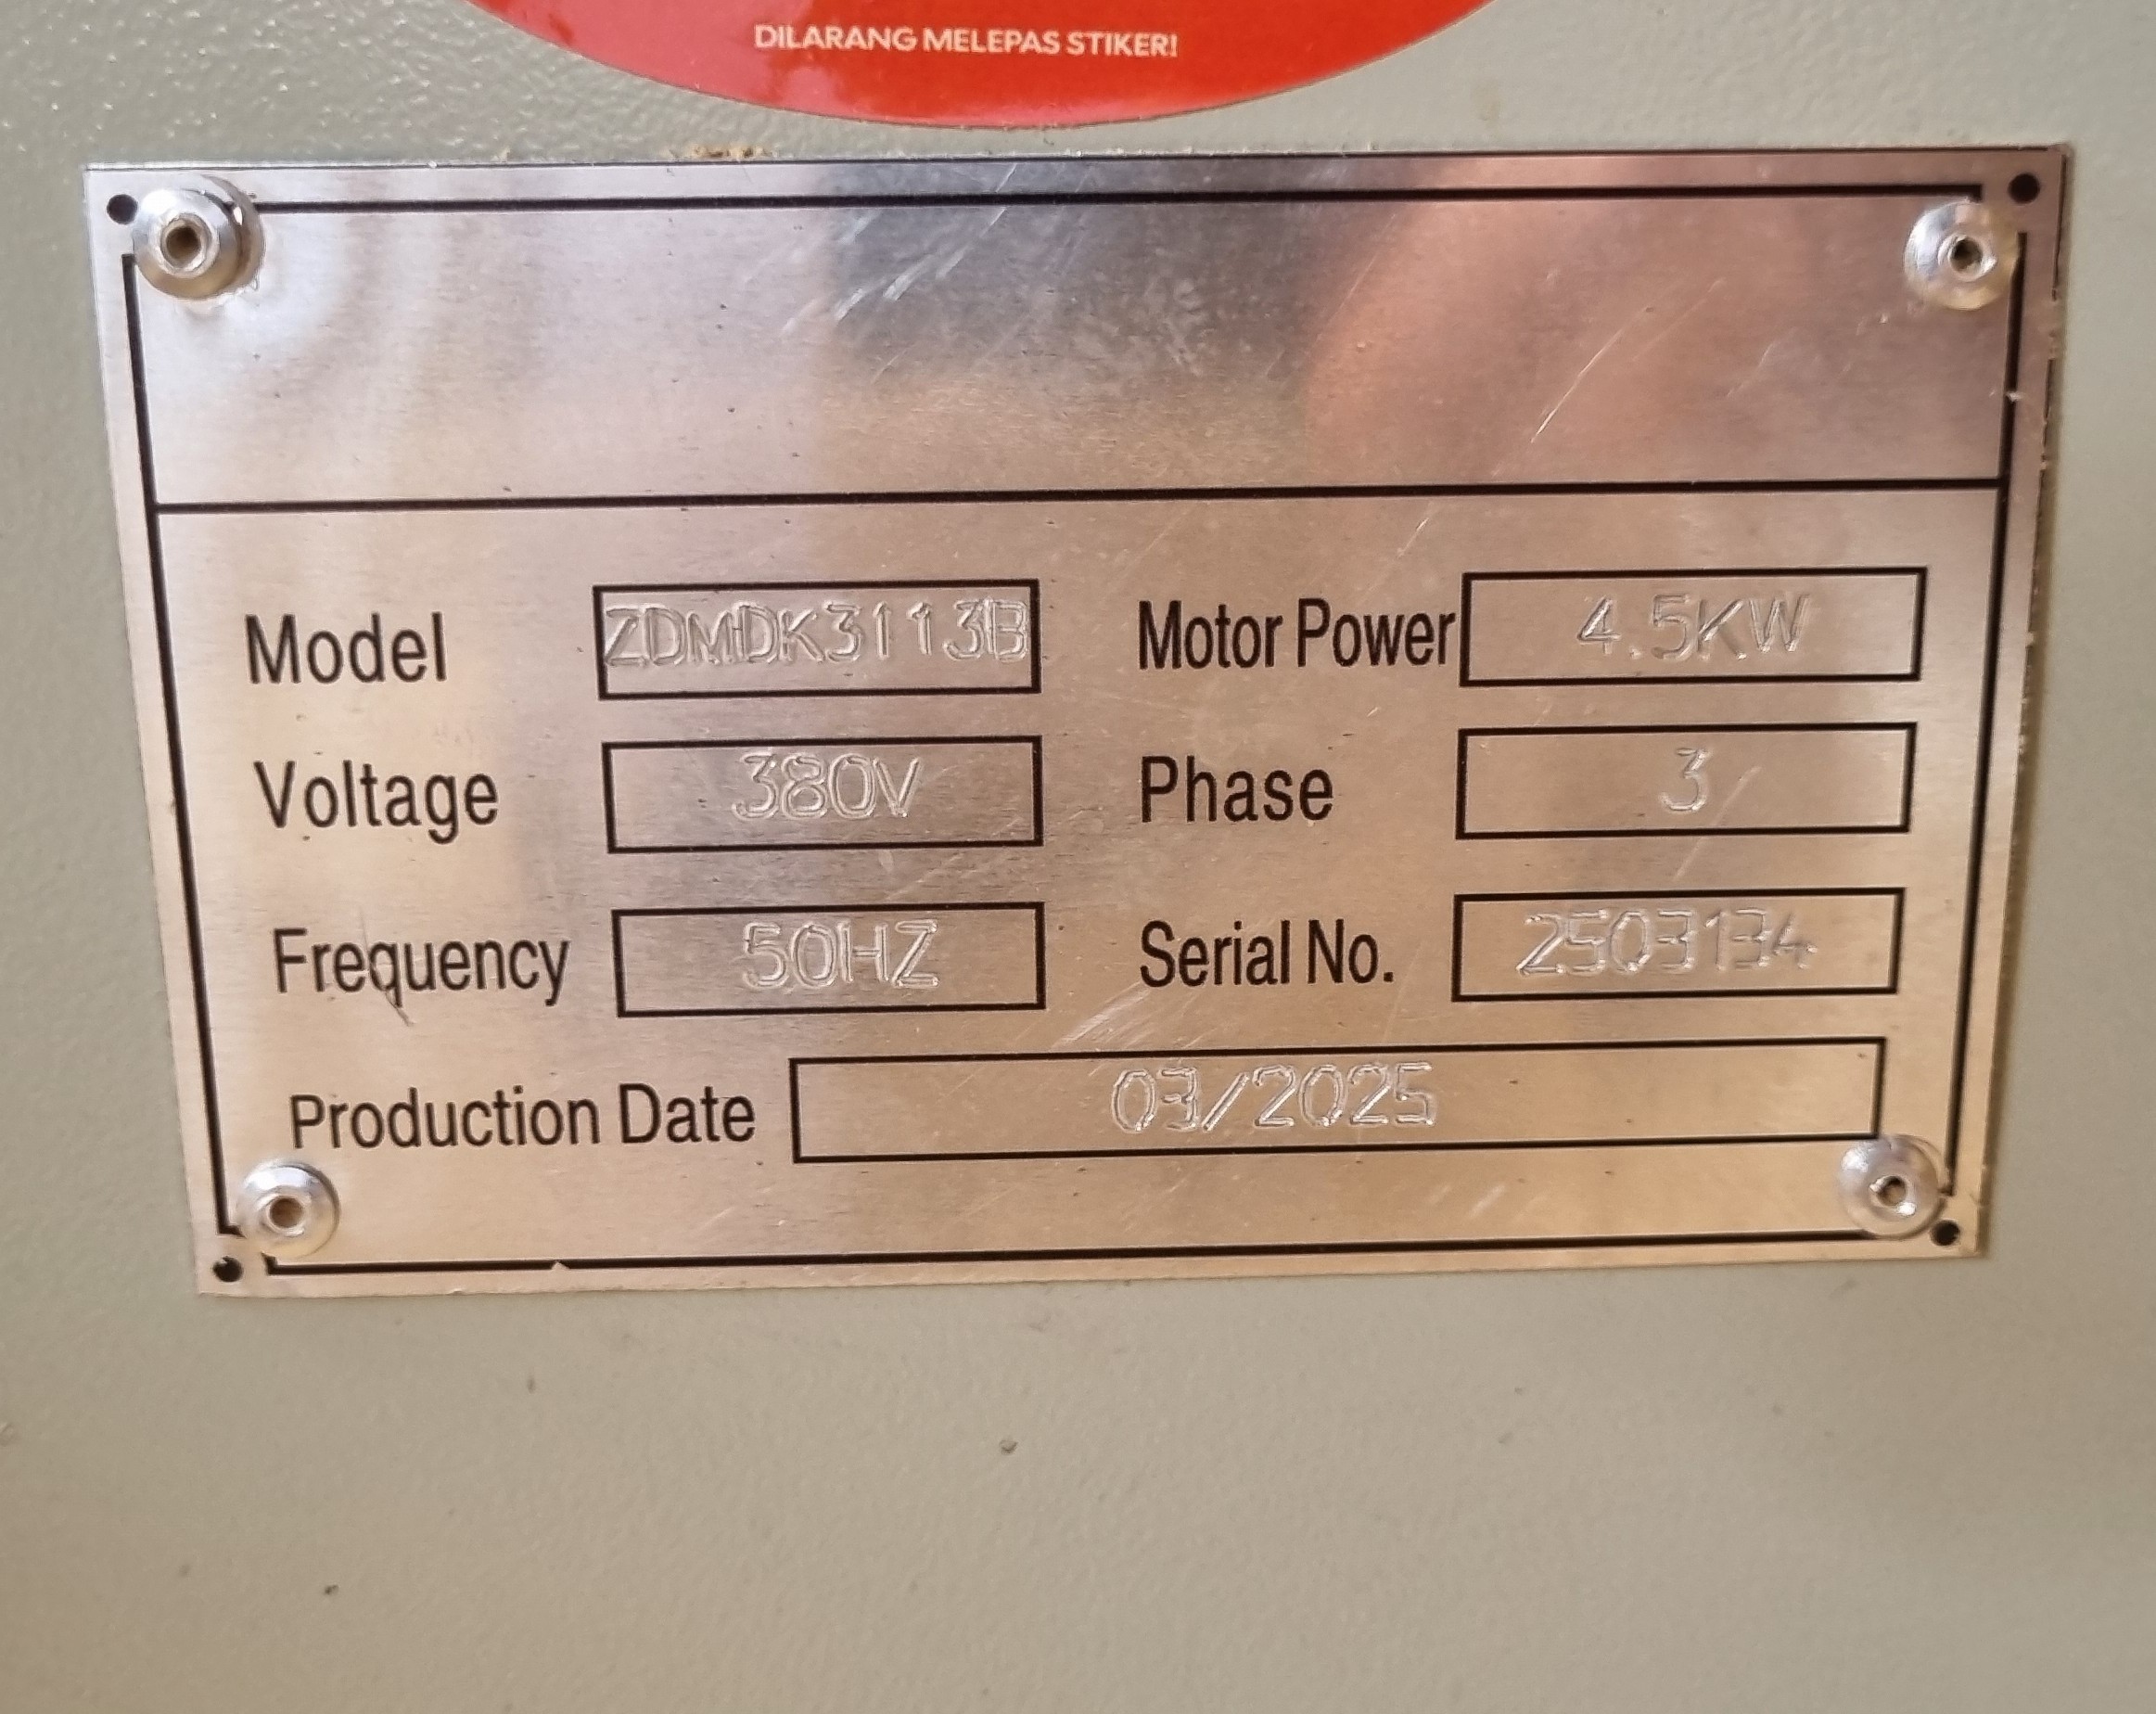 DILARANG MELEPAS STIKER!
Model ZDMDK3113B Motor Power 4.5KW
Voltage 380V Phase 3
Frequency 50HZ Serial No. 2503134
Production Date 03/2025